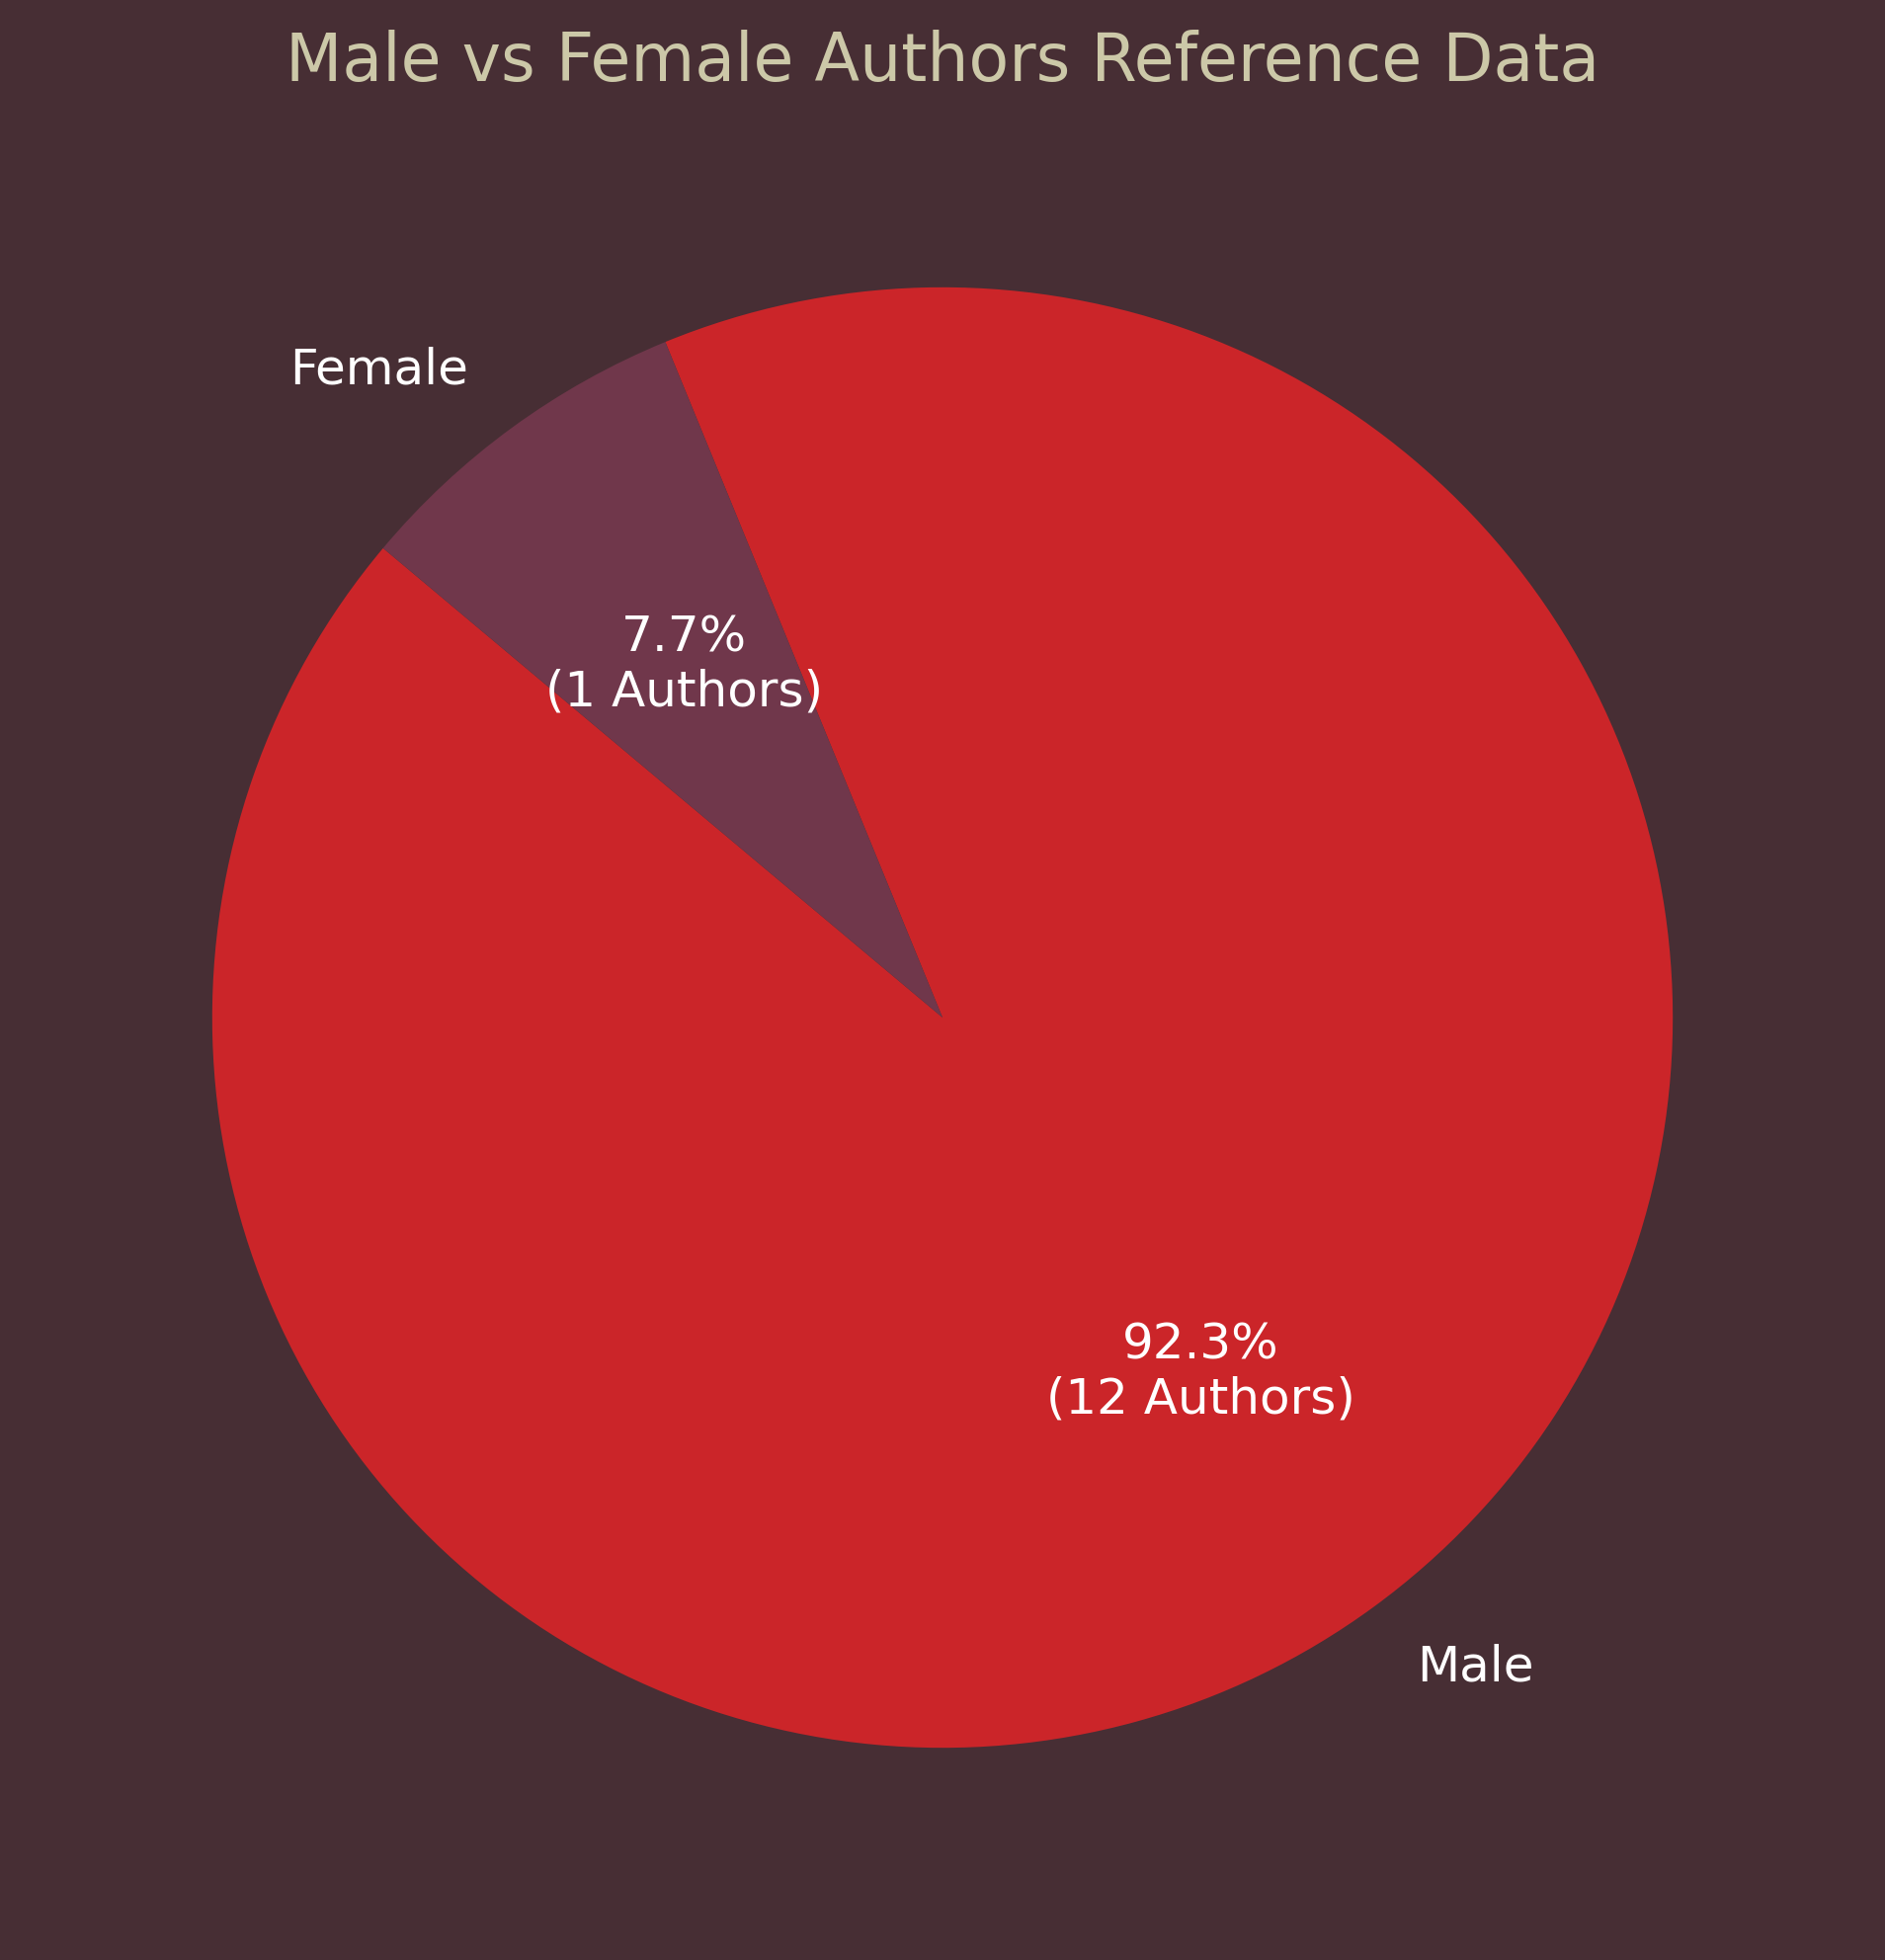 Male vs Female Authors Reference Data
Female
7.7%
(1 Authors)
92.3%
(12 Authors)
Male